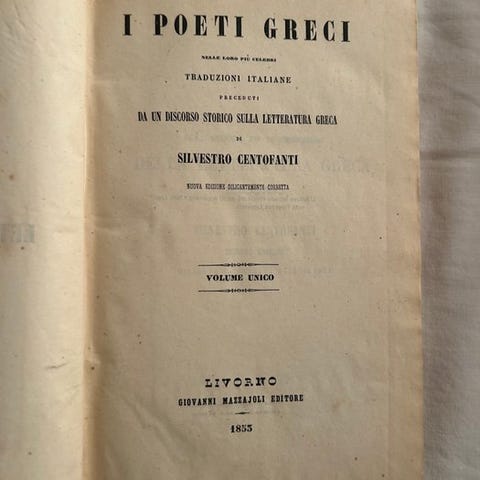 I POETI GRECI
NELLE LORO PIÙ CELEBRI
TRADUZIONI ITALIANE
PRECEDUTI
DA UN DISCORSO STORICO SULLA LETTERATURA GRECA
DI
SILVESTRO CENTOFANTI
NUOVA EDIZIONE DILIGENTEMENTE CORRETTA
VOLUME UNICO
LIVORNO
GIOVANNI MAZZAJOLI EDITORE
1853